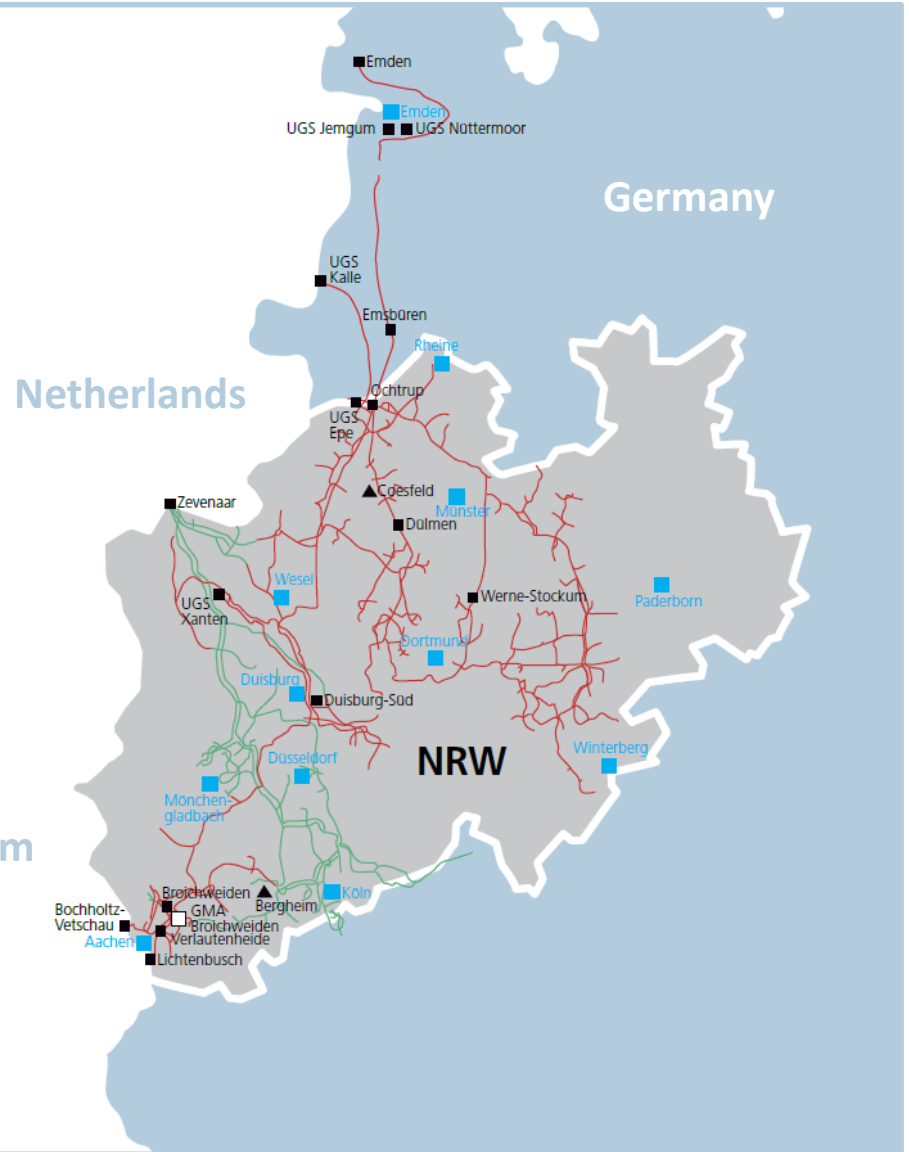 Emden
Emden
UGS Jemgum
UGS Nüttermoor
Germany
UGS
Kalle
Emsbüren
Rheine
Netherlands
Ochtrup
UGS
Epe
Coesfeld
Münster
Zevenaar
Dülmen
Wesel
UGS
Xanten
Werne-Stockum
Paderborn
Dortmund
Duisburg
Duisburg-Süd
NRW
Winterberg
Düsseldorf
Mönchen-
gladbach
m
Broichweiden
Bergheim
Köln
Bochholtz-
Vetschau
GMA
Broichweiden
Aachen
Verlautenheide
Lichtenbusch